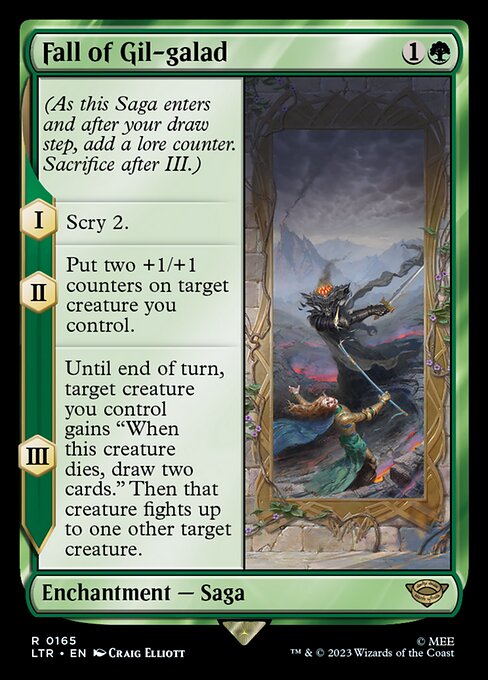 Fall of Gil-galad 1
(As this Saga enters
and after your draw
step, add a lore counter.
Sacrifice after III.)
I Scry 2.
II Put two +1/+1
counters on target
creature you
control.
III Until end of turn,
target creature
you control
gains “When
this creature
dies, draw two
cards.” Then that
creature fights up
to one other target
creature.
Enchantment — Saga
R 0165
LTR • EN Craig Elliott
© MEE
™ & © 2023 Wizards of the Coast